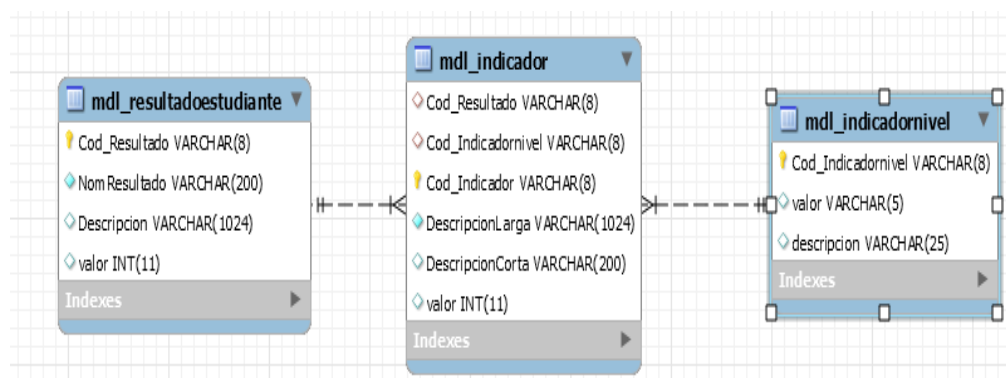 mdl_resultadoestudiante
Cod_Resultado VARCHAR(8)
NomResultado VARCHAR(200)
Descripcion VARCHAR(1024)
valor INT(11)
Indexes
mdl_indicador
Cod_Resultado VARCHAR(8)
Cod_Indicadornivel VARCHAR(8)
Cod_Indicador VARCHAR(8)
DescripcionLarga VARCHAR(1024)
DescripcionCorta VARCHAR(200)
valor INT(11)
Indexes
mdl_indicadornivel
Cod_Indicadornivel VARCHAR(8)
valor VARCHAR(5)
descripcion VARCHAR(25)
Indexes